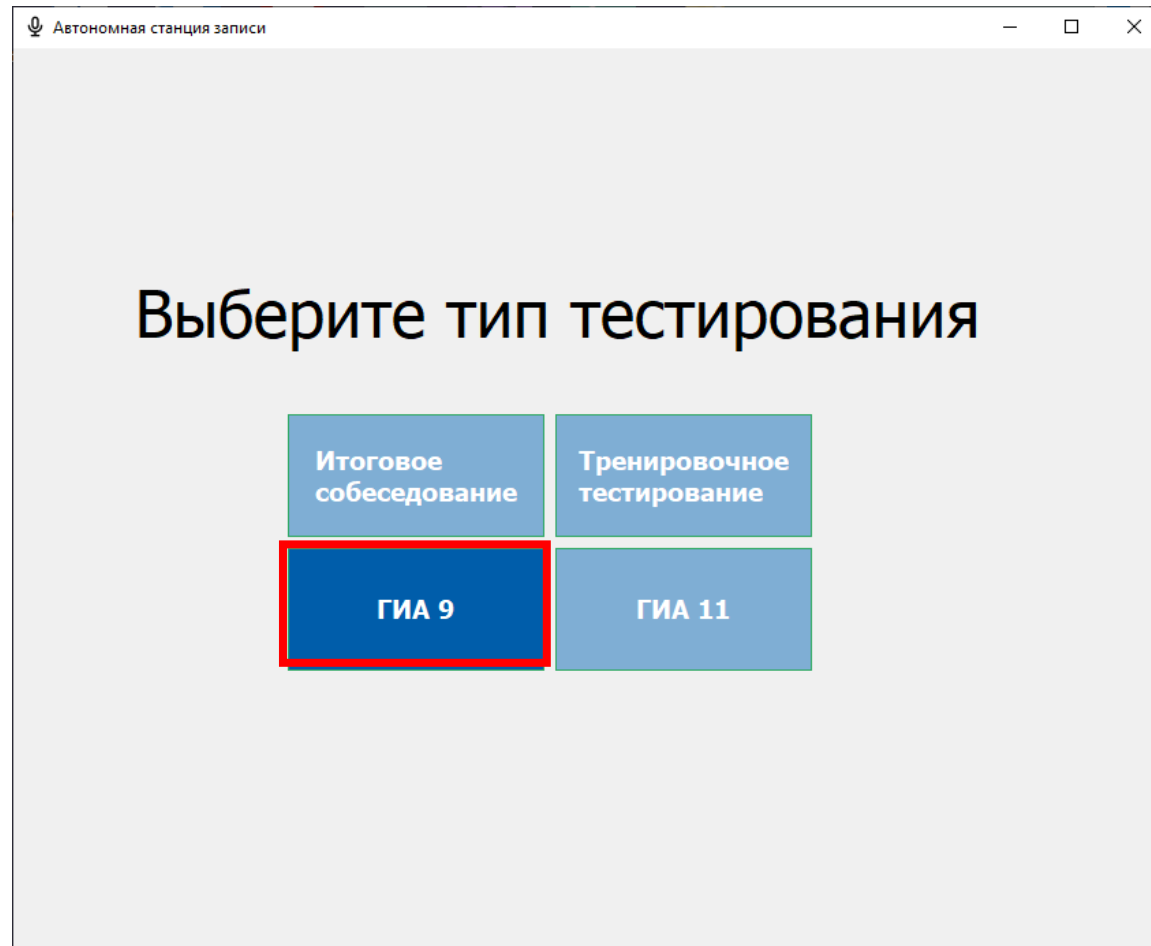 Автономная станция записи
Выберите тип тестирования
Итоговое
собеседование
Тренировочное
тестирование
ГИА 9
ГИА 11